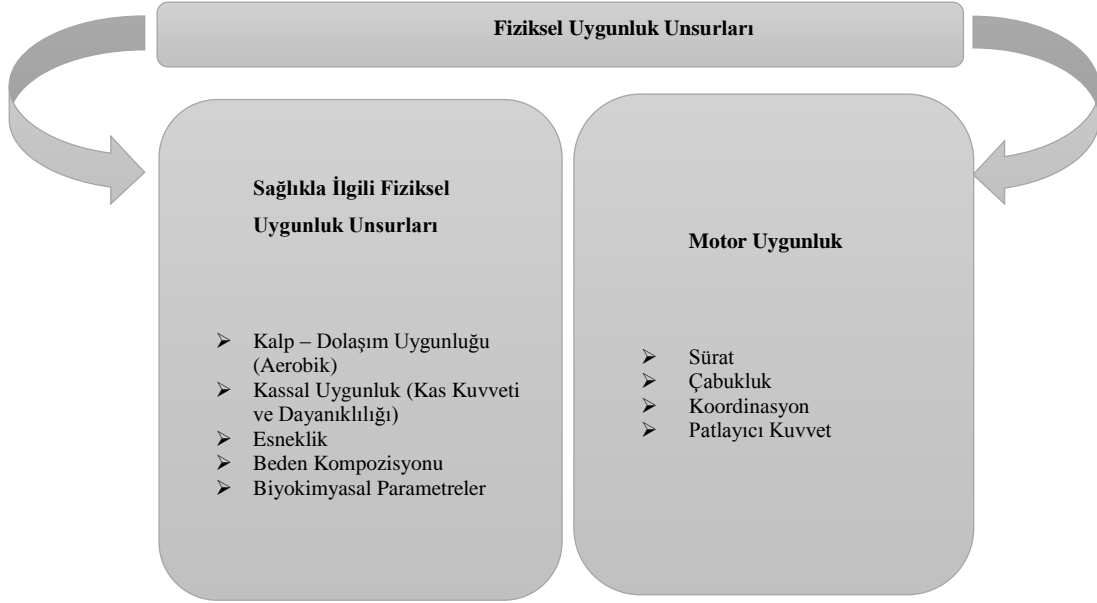 Fiziksel Uygunluk Unsurları
Sağlıkla İlgili Fiziksel
Uygunluk Unsurları
➢ Kalp – Dolaşım Uygunluğu
(Aerobik)
➢ Kassal Uygunluk (Kas Kuvveti
ve Dayanıklılığı)
➢ Esneklik
➢ Beden Kompozisyonu
➢ Biyokimyasal Parametreler
Motor Uygunluk
➢ Sürat
➢ Çabukluk
➢ Koordinasyon
➢ Patlayıcı Kuvvet